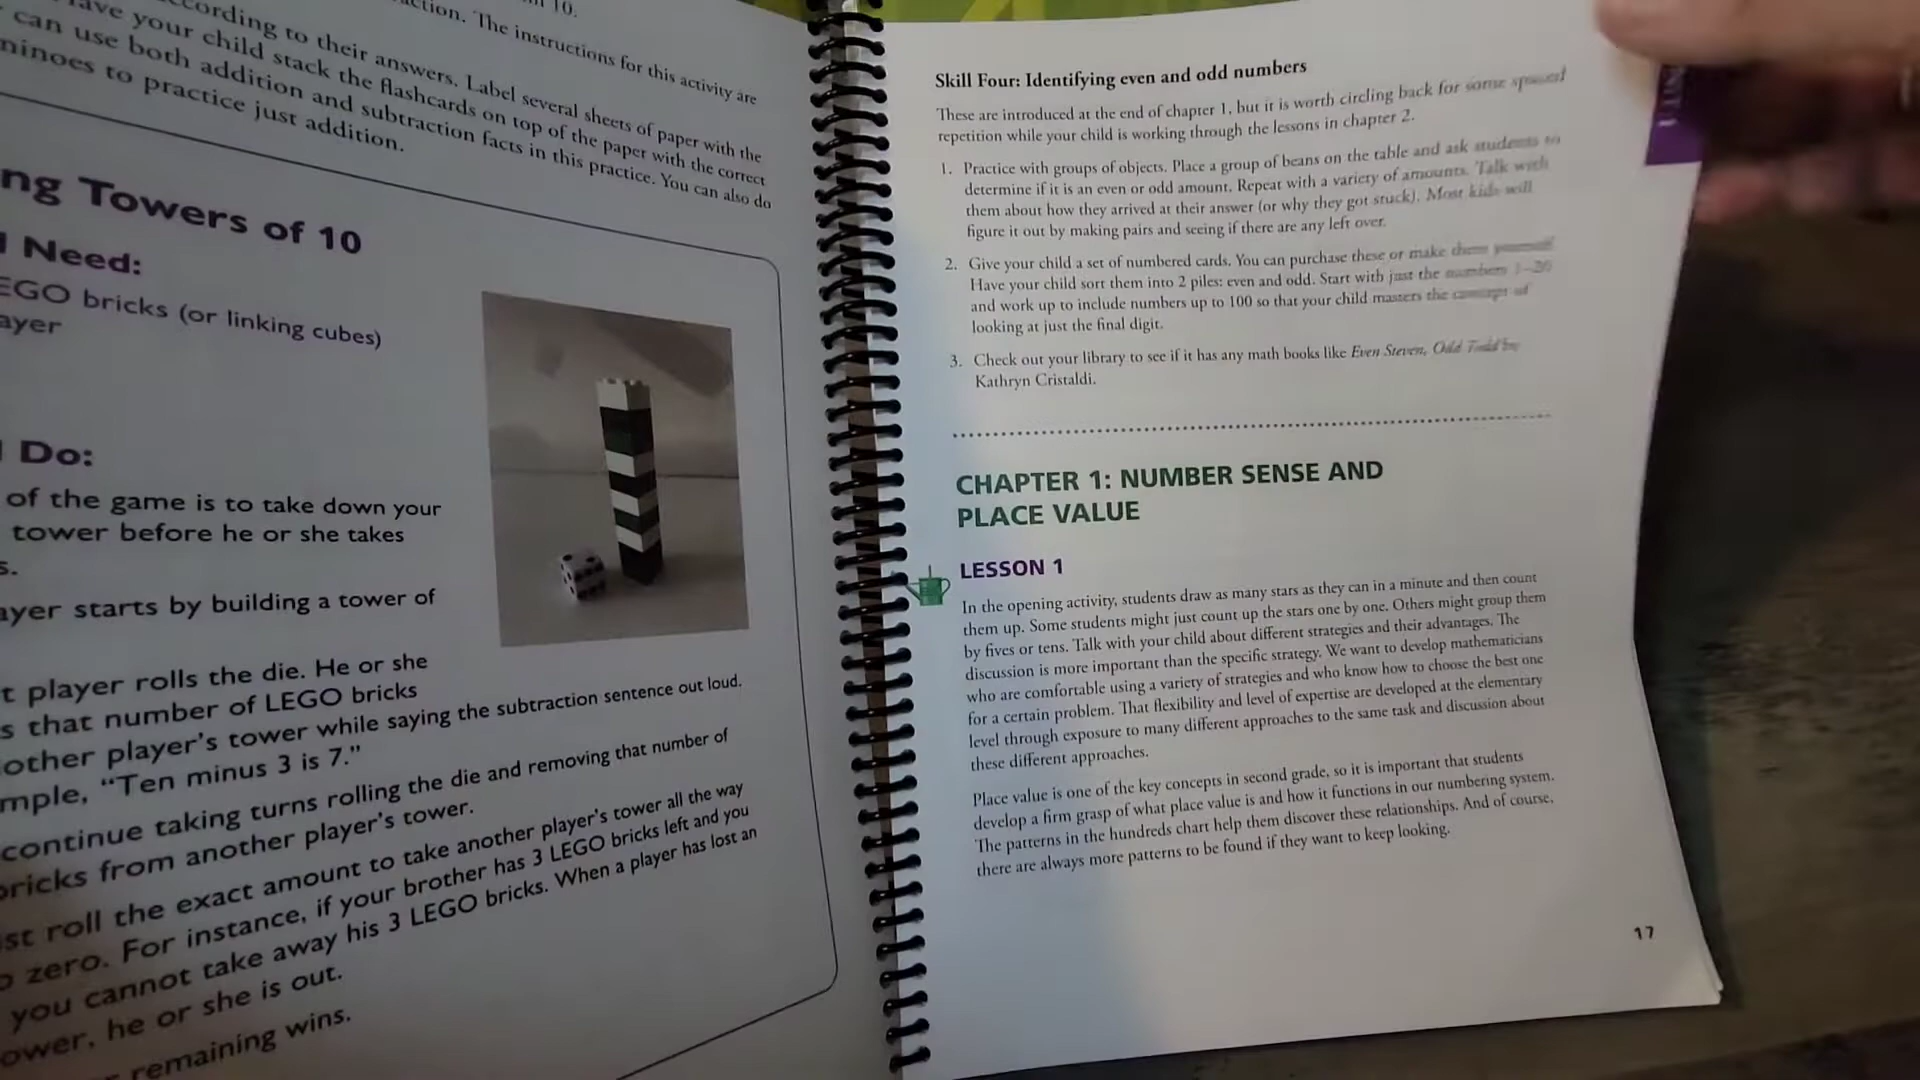 10.
ction. The instructions for this activity are
ccording to their answers. Label several sheets of paper with the
have your child stack the flashcards on top of the paper with the correct
can use both addition and subtraction facts in this practice. You can also do
minoes to practice just addition.
ng Towers of 10
Need:
EGO bricks (or linking cubes)
ayer
Do:
of the game is to take down your
tower before he or she takes
s.
ayer starts by building a tower of
t player rolls the die. He or she
s that number of LEGO bricks
other player's tower while saying the subtraction sentence out loud.
mple, "Ten minus 3 is 7."
continue taking turns rolling the die and removing that number of
bricks from another player's tower.
st roll the exact amount to take another player's tower all the way
o zero. For instance, if your brother has 3 LEGO bricks left and you
you cannot take away his 3 LEGO bricks. When a player has lost an
ower, he or she is out.
remaining wins.
Skill Four: Identifying even and odd numbers
These are introduced at the end of chapter 1, but it is worth circling back for some spaced
repetition while your child is working through the lessons in chapter 2.
1. Practice with groups of objects. Place a group of beans on the table and ask students to
determine if it is an even or odd amount. Repeat with a variety of amounts. Talk with
them about how they arrived at their answer (or why they got stuck). Most kids will
figure it out by making pairs and seeing if there are any left over.
2. Give your child a set of numbered cards. You can purchase these or make them yourself.
Have your child sort them into 2 piles: even and odd. Start with just the numbers 1–20
and work up to include numbers up to 100 so that your child masters the concept of
looking at just the final digit.
3. Check out your library to see if it has any math books like Even Steven, Odd Todd by
Kathryn Cristaldi.
CHAPTER 1: NUMBER SENSE AND
PLACE VALUE
LESSON 1
In the opening activity, students draw as many stars as they can in a minute and then count
them up. Some students might just count up the stars one by one. Others might group them
by fives or tens. Talk with your child about different strategies and their advantages. The
discussion is more important than the specific strategy. We want to develop mathematicians
who are comfortable using a variety of strategies and who know how to choose the best one
for a certain problem. That flexibility and level of expertise are developed at the elementary
level through exposure to many different approaches to the same task and discussion about
these different approaches.
Place value is one of the key concepts in second grade, so it is important that students
develop a firm grasp of what place value is and how it functions in our numbering system.
The patterns in the hundreds chart help them discover these relationships. And of course,
there are always more patterns to be found if they want to keep looking.
17